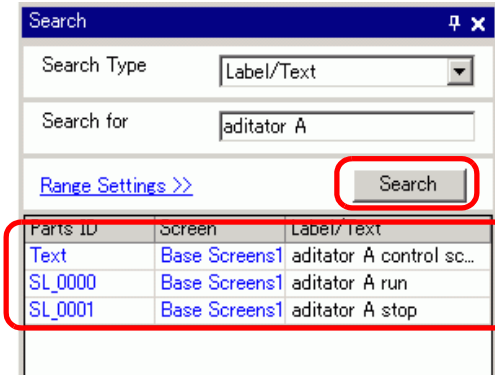 Search
Search Type Label/Text
Search for aditator A
Range Settings >> Search
Parts ID Screen Label/Text
Text Base Screens1 aditator A control sc...
SL_0000 Base Screens1 aditator A run
SL_0001 Base Screens1 aditator A stop